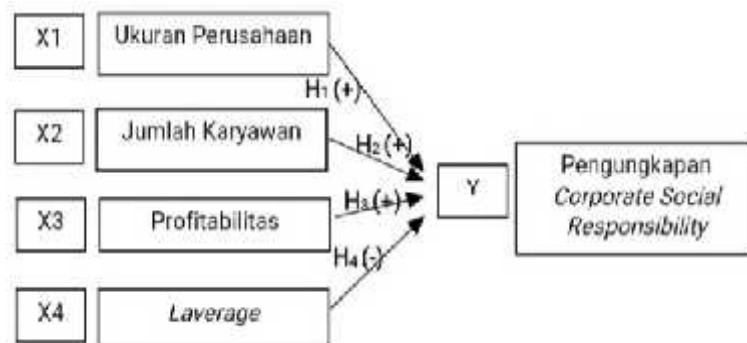 X1 Ukuran Perusahaan
H1 (+)
X2 Jumlah Karyawan
H2 (+)
Y
Pengungkapan
Corporate Social
Responsibility
X3 Profitabilitas
H3 (+)
H4 (-)
X4 Laverage